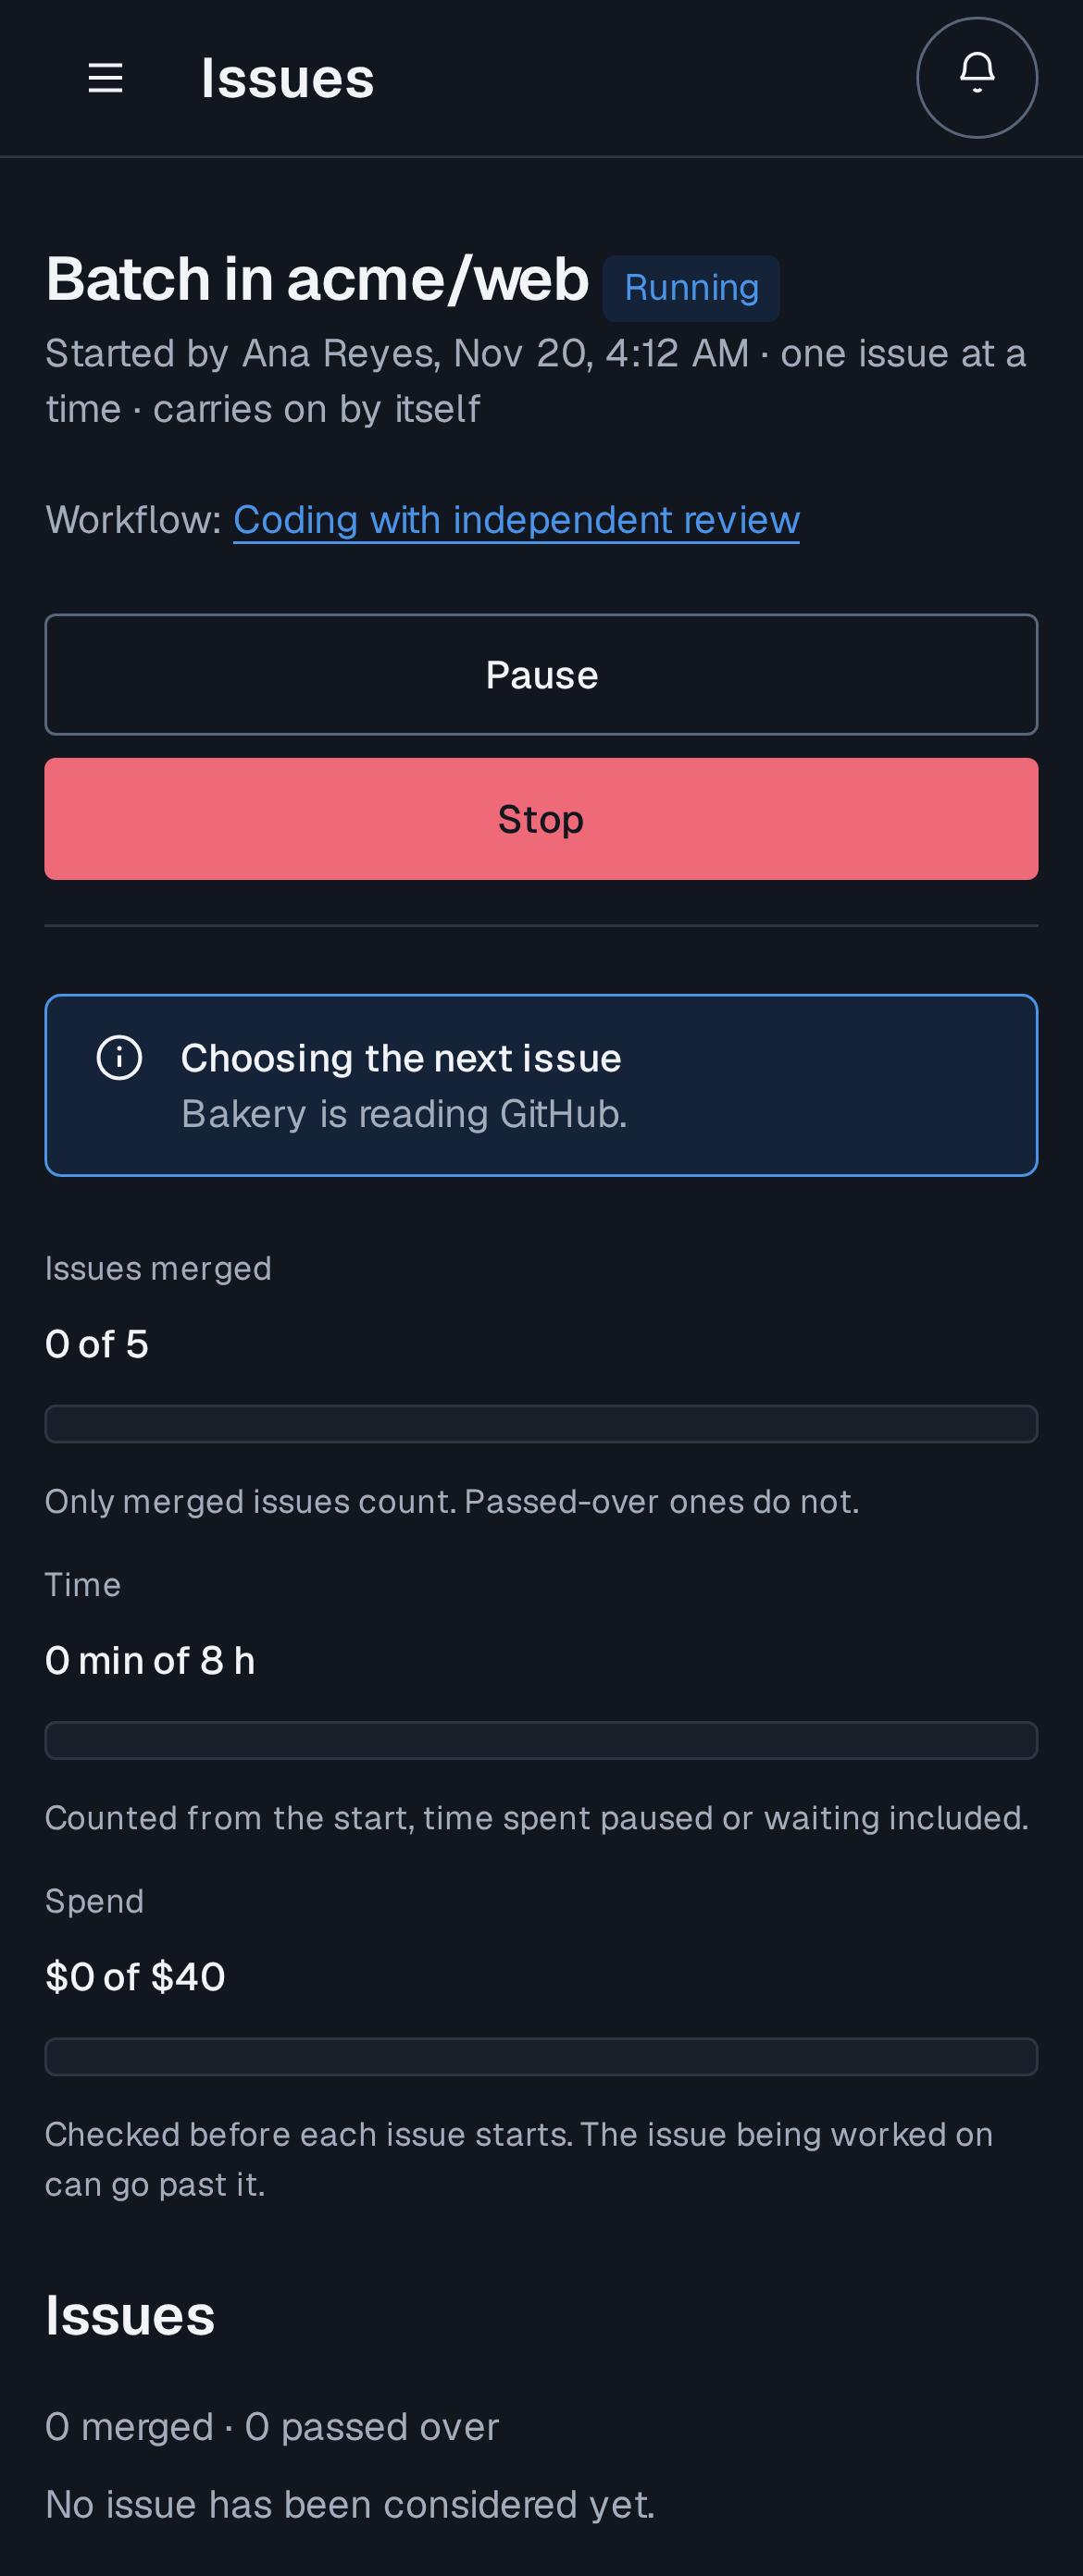 Issues
Batch in acme/web Running
Started by Ana Reyes, Nov 20, 4:12 AM · one issue at a
time · carries on by itself
Workflow: Coding with independent review
Pause
Stop
Choosing the next issue
Bakery is reading GitHub.
Issues merged
0 of 5
Only merged issues count. Passed-over ones do not.
Time
0 min of 8 h
Counted from the start, time spent paused or waiting included.
Spend
$0 of $40
Checked before each issue starts. The issue being worked on
can go past it.
Issues
0 merged · 0 passed over
No issue has been considered yet.